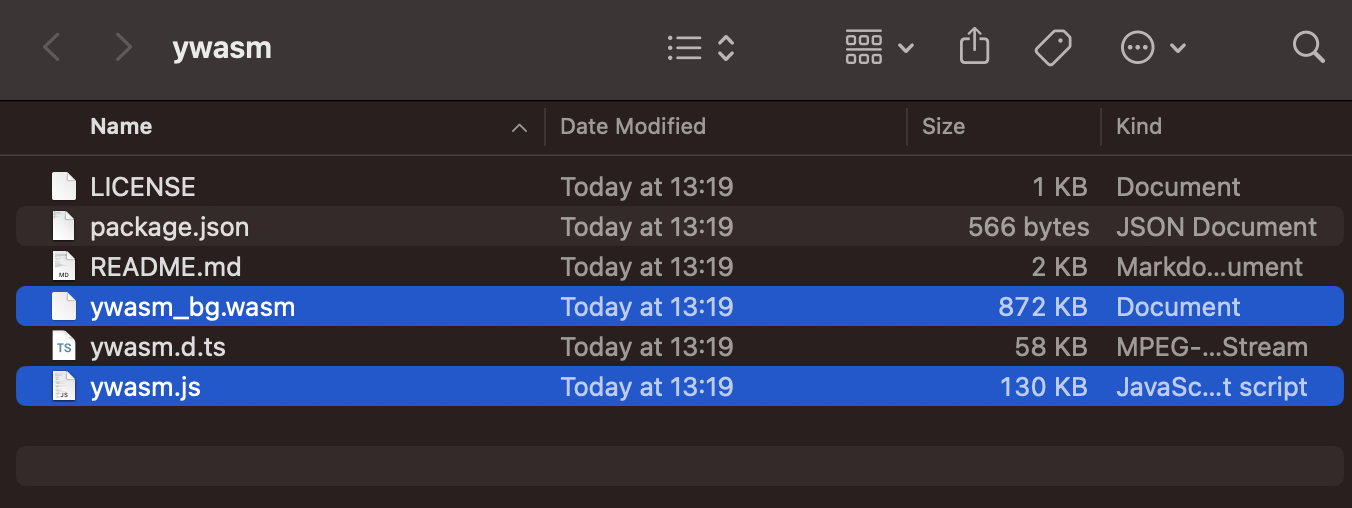 ywasm
Name Date Modified Size Kind
LICENSE Today at 13:19 1 KB Document
package.json Today at 13:19 566 bytes JSON Document
MD README.md Today at 13:19 2 KB Markdo...ument
ywasm_bg.wasm Today at 13:19 872 KB Document
TS ywasm.d.ts Today at 13:19 58 KB MPEG-...Stream
JS ywasm.js Today at 13:19 130 KB JavaSc...t script